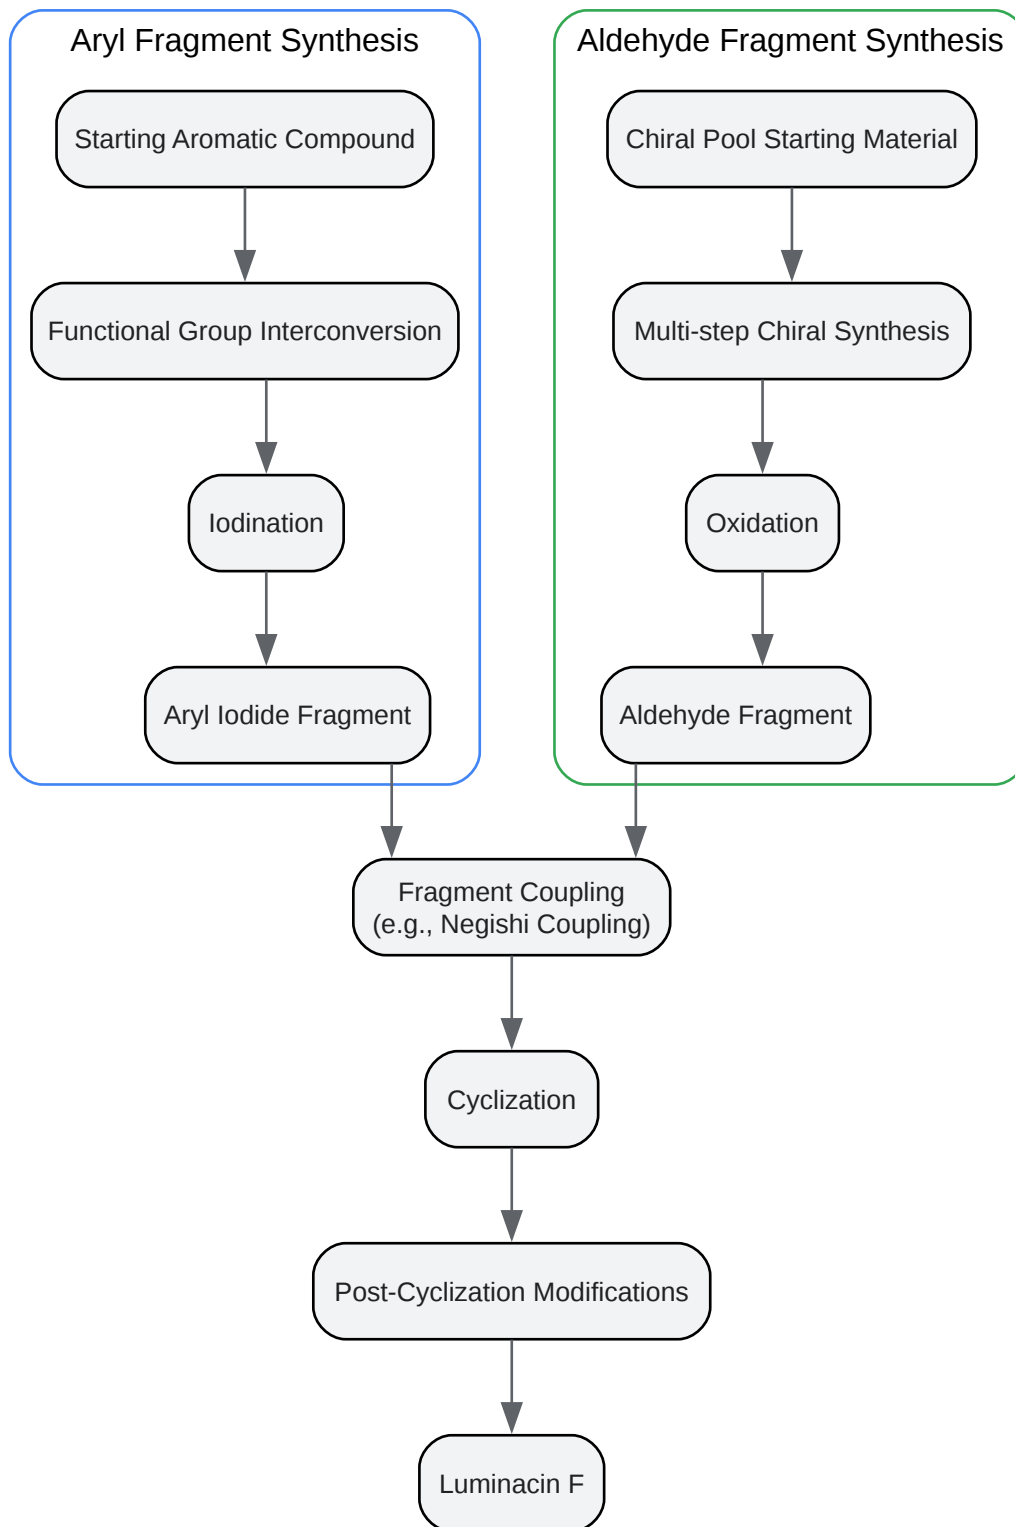 Aryl Fragment Synthesis
Starting Aromatic Compound
Functional Group Interconversion
Iodination
Aryl Iodide Fragment
Aldehyde Fragment Synthesis
Chiral Pool Starting Material
Multi-step Chiral Synthesis
Oxidation
Aldehyde Fragment
Fragment Coupling
(e.g., Negishi Coupling)
Cyclization
Post-Cyclization Modifications
Luminacin F